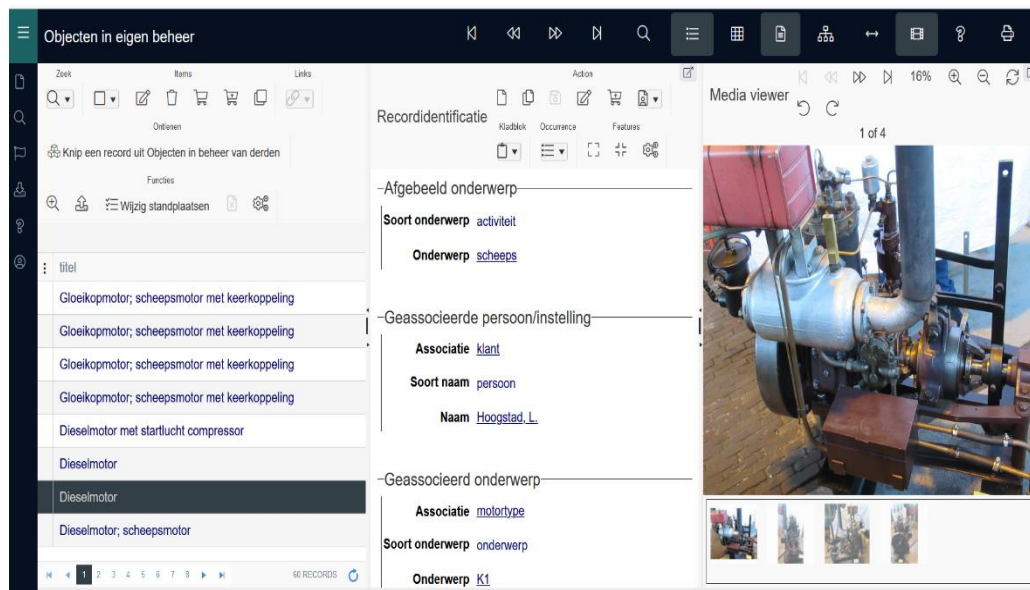 Objecten in eigen beheer
Zoek Items Links
Ontlenen
Knip een record uit Objecten in beheer van derden
Functies
Wijzig standplaatsen
titel
Gloeikopmotor; scheepsmotor met keerkoppeling
Gloeikopmotor; scheepsmotor met keerkoppeling
Gloeikopmotor; scheepsmotor met keerkoppeling
Gloeikopmotor; scheepsmotor met keerkoppeling
Dieselmotor met startlucht compressor
Dieselmotor
Dieselmotor
Dieselmotor; scheepsmotor
1 2 3 4 5 6 7 8 60 RECORDS
Action
Recordidentificatie
Kladblok Occurrence Features
Afgebeeld onderwerp
Soort onderwerp activiteit
Onderwerp scheeps
Geassocieerde persoon/instelling
Associatie klant
Soort naam persoon
Naam Hoogstad, L.
Geassocieerd onderwerp
Associatie motortype
Soort onderwerp onderwerp
Onderwerp K1
16%
Media viewer
1 of 4